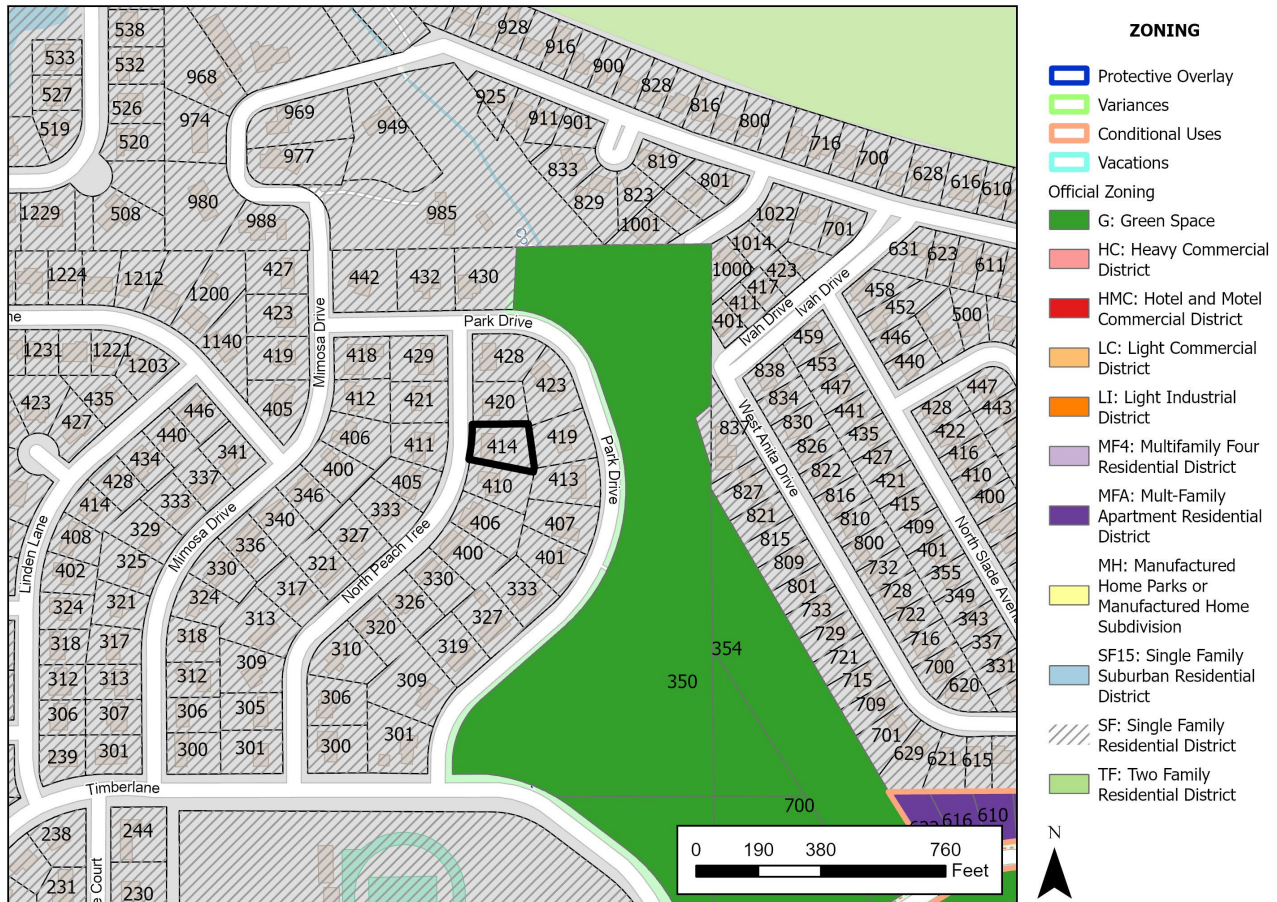 ZONING
Protective Overlay
Variances
Conditional Uses
Vacations
Official Zoning
G: Green Space
HC: Heavy Commercial
District
HMC: Hotel and Motel
Commercial District
LC: Light Commercial
District
LI: Light Industrial
District
MF4: Multifamily Four
Residential District
MFA: Mult-Family
Apartment Residential
District
MH: Manufactured
Home Parks or
Manufactured Home
Subdivision
SF15: Single Family
Suburban Residential
District
SF: Single Family
Residential District
TF: Two Family
Residential District
N
0 190 380 760
Feet
538
533 532 968
527 526 974
519 520
969 949
977
1229 508 980 988 985
928 916 900 828 816 800 716 700 628 616 610
925 911 901
833 819
829 823 801
1001
1022 701
1014
1000 423
417
411
401
631 623 611
458
452 500
446
440
Ivah Drive
Ivah Drive
1224 1212 1200 427 442 432 430
423
1140 419
405
Mimosa Drive
Park Drive
1231 1221 1203
423 435
427
446
440 341
434 337
428 333
414 329
408 325
402 321
324 317
318 313
312 307
306 301
239
Linden Lane
Mimosa Drive
418 429 428
412 421 423
420
406 411 414 419
400 405 410 413
346 333 406 407
340 327 400 401
336 321 330 333
330 317 326 327
324 313 320 319
318 309 310 309
312 305 306 301
306 301 300
300
North Peach Tree
Park Drive
459
453
447
441
435
427
421
415
409
401
355
349
343
337
331
838
834
830
826
822
816
810
800
732
728
722
716
700
620
447
443
428
422
416
410
400
West Anita Drive
North Slade Avenu
837
827
821
815
809
801
733
729
721
715
709
701
629 621 615
354
350
700
616 610
Timberlane
238 244
231 230
e Court